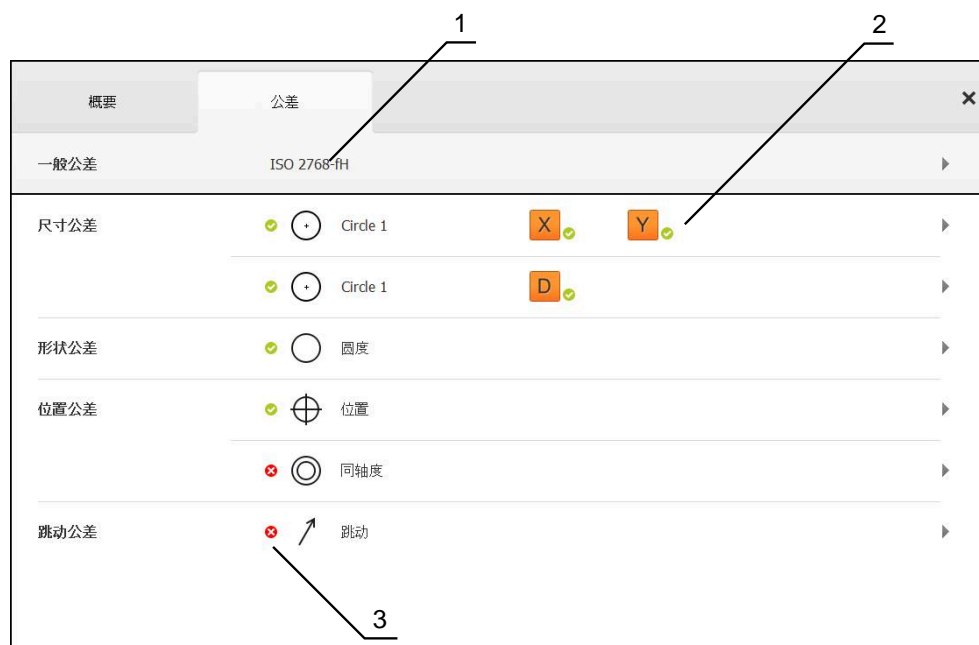 1
2
概要 公差 ×
一般公差 ISO 2768-fH
尺寸公差 Circle 1 X Y
Circle 1 D
形状公差 圆度
位置公差 位置
同轴度
跳动公差 跳动
3